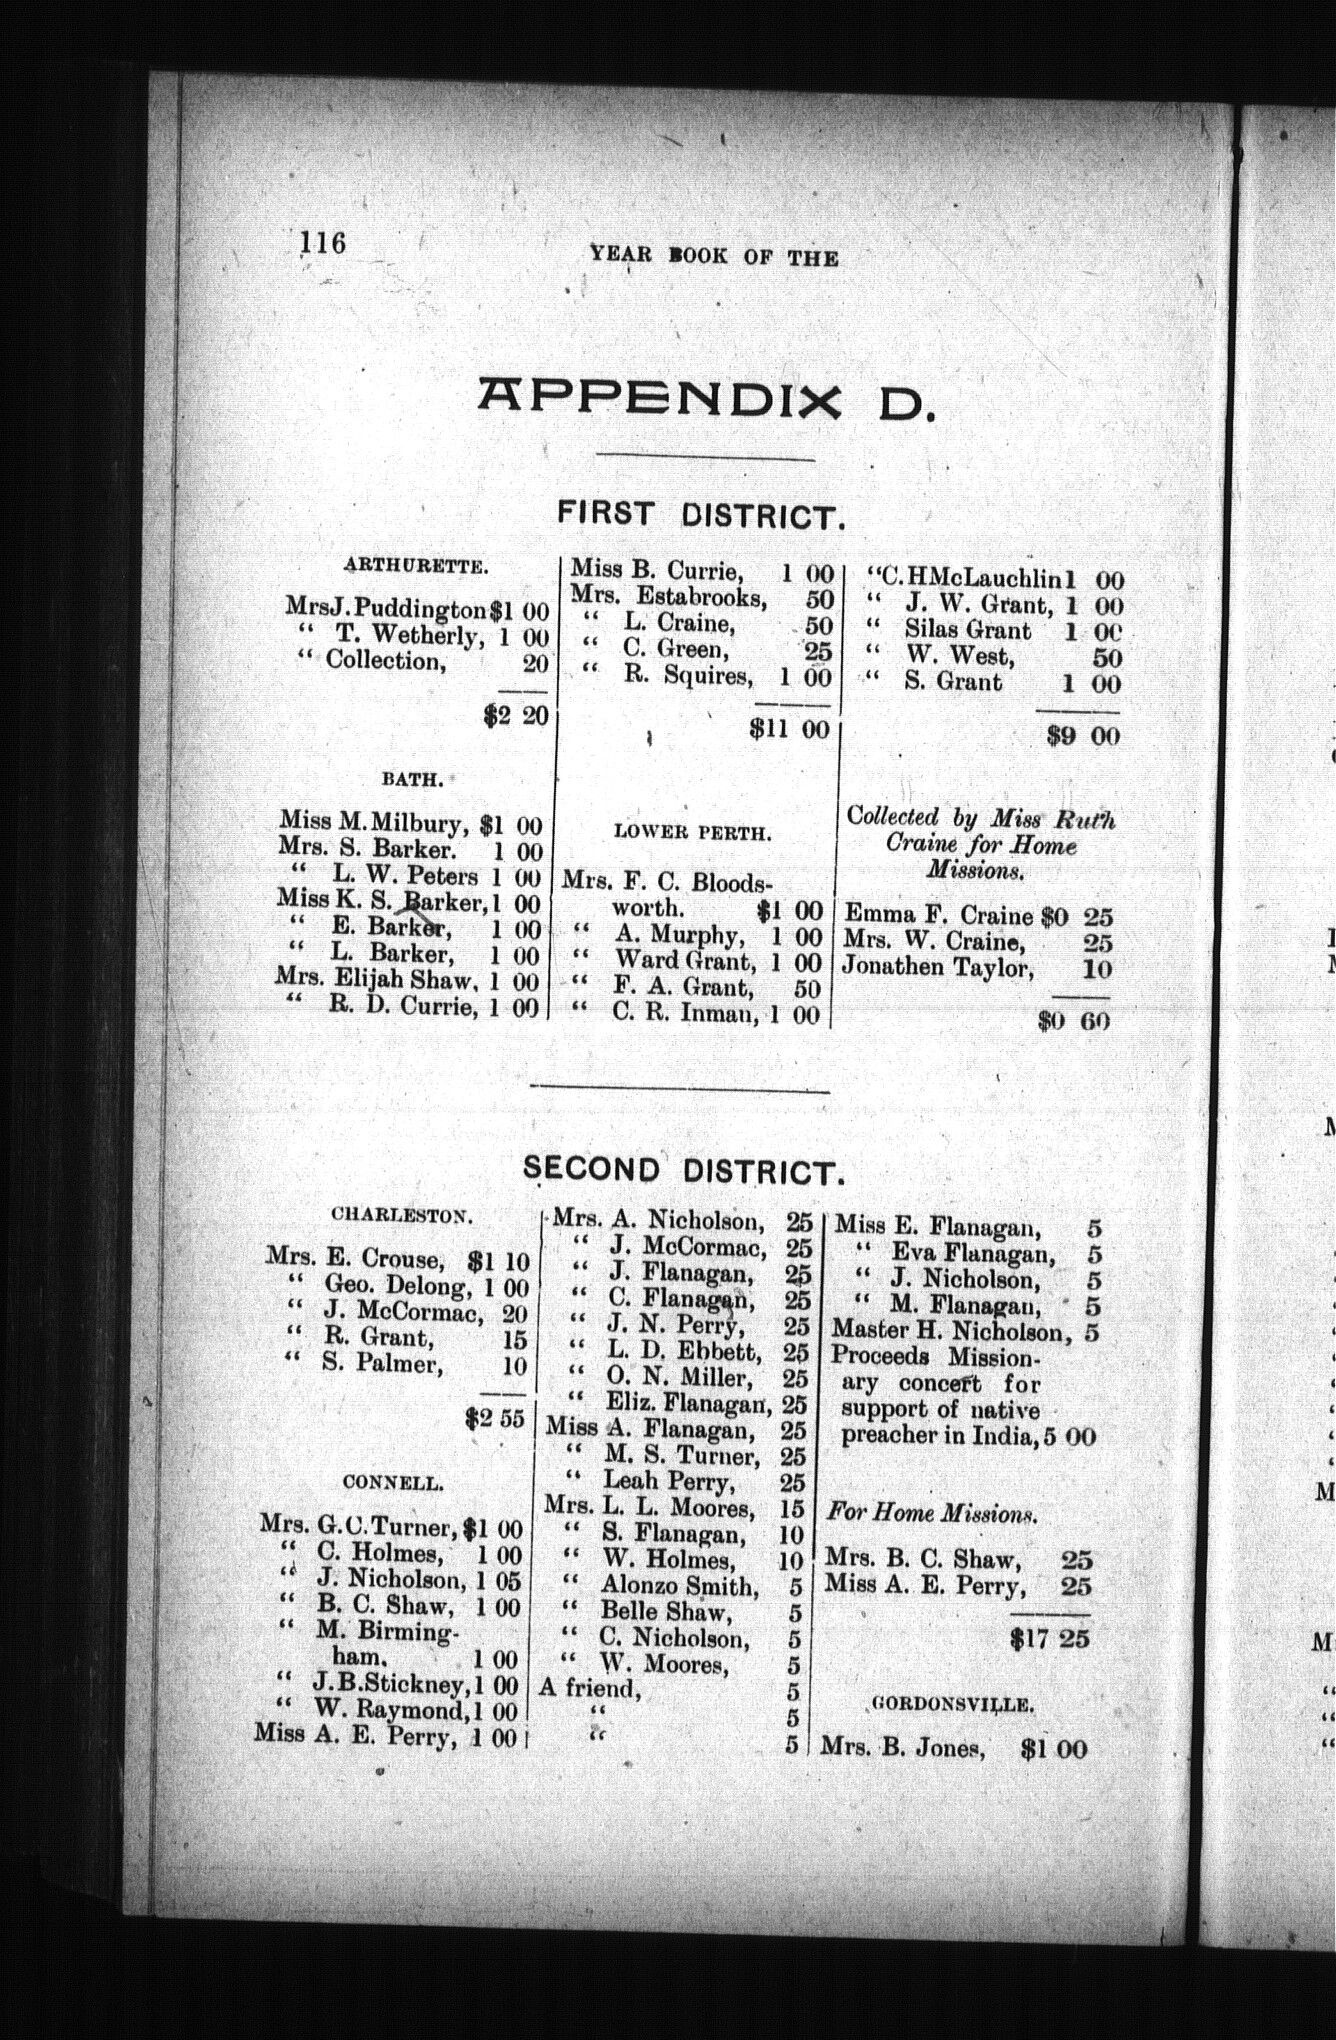 116
YEAR BOOK OF THE
APPENDIX D.
FIRST DISTRICT.
ARTHURETTE.
MrsJ.Puddington$1 00
“ T. Wetherly, 1 00
“ Collection, 20
$2 20
BATH.
Miss M. Milbury, $1 00
Mrs. S. Barker. 1 00
“ L. W. Peters 1 00
Miss K. S. Barker, 1 00
“ E. Barker, 1 00
“ L. Barker, 1 00
Mrs. Elijah Shaw, 1 00
“ R. D. Currie, 1 00
Miss B. Currie, 1 00
Mrs. Estabrooks, 50
“ L. Craine, 50
“ C. Green, 25
“ R. Squires, 1 00
$11 00
LOWER PERTH.
Mrs. F. C. Bloods-
worth. $1 00
“ A. Murphy, 1 00
“ Ward Grant, 1 00
“ F. A. Grant, 50
“ C. R. Inman, 1 00
“C.HMcLauchlin1 00
“ J. W. Grant, 1 00
“ Silas Grant 1 00
“ W. West, 50
“ S. Grant 1 00
$9 00
Collected by Miss Ruth
Craine for Home
Missions.
Emma F. Craine $0 25
Mrs. W. Craine, 25
Jonathen Taylor, 10
$0 60
SECOND DISTRICT.
CHARLESTON.
Mrs. E. Crouse, $1 10
“ Geo. Delong, 1 00
“ J. McCormac, 20
“ R. Grant, 15
“ S. Palmer, 10
$2 55
CONNELL.
Mrs. G.C.Turner, $1 00
“ C. Holmes, 1 00
“ J. Nicholson, 1 05
“ B. C. Shaw, 1 00
“ M. Birming-
ham. 1 00
“ J.B.Stickney,1 00
“ W. Raymond,1 00
Miss A. E. Perry, 1 00
Mrs. A. Nicholson, 25
“ J. McCormac, 25
“ J. Flanagan, 25
“ C. Flanagan, 25
“ J. N. Perry, 25
“ L. D. Ebbett, 25
“ O. N. Miller, 25
“ Eliz. Flanagan, 25
Miss A. Flanagan, 25
“ M. S. Turner, 25
“ Leah Perry, 25
Mrs. L. L. Moores, 15
“ S. Flanagan, 10
“ W. Holmes, 10
“ Alonzo Smith, 5
“ Belle Shaw, 5
“ C. Nicholson, 5
“ W. Moores, 5
A friend, 5
“ 5
“ 5
Miss E. Flanagan, 5
“ Eva Flanagan, 5
“ J. Nicholson, 5
“ M. Flanagan, 5
Master H. Nicholson, 5
Proceeds Mission-
ary concert for
support of native
preacher in India, 5 00
For Home Missions.
Mrs. B. C. Shaw, 25
Miss A. E. Perry, 25
$17 25
GORDONSVILLE.
Mrs. B. Jones, $1 00